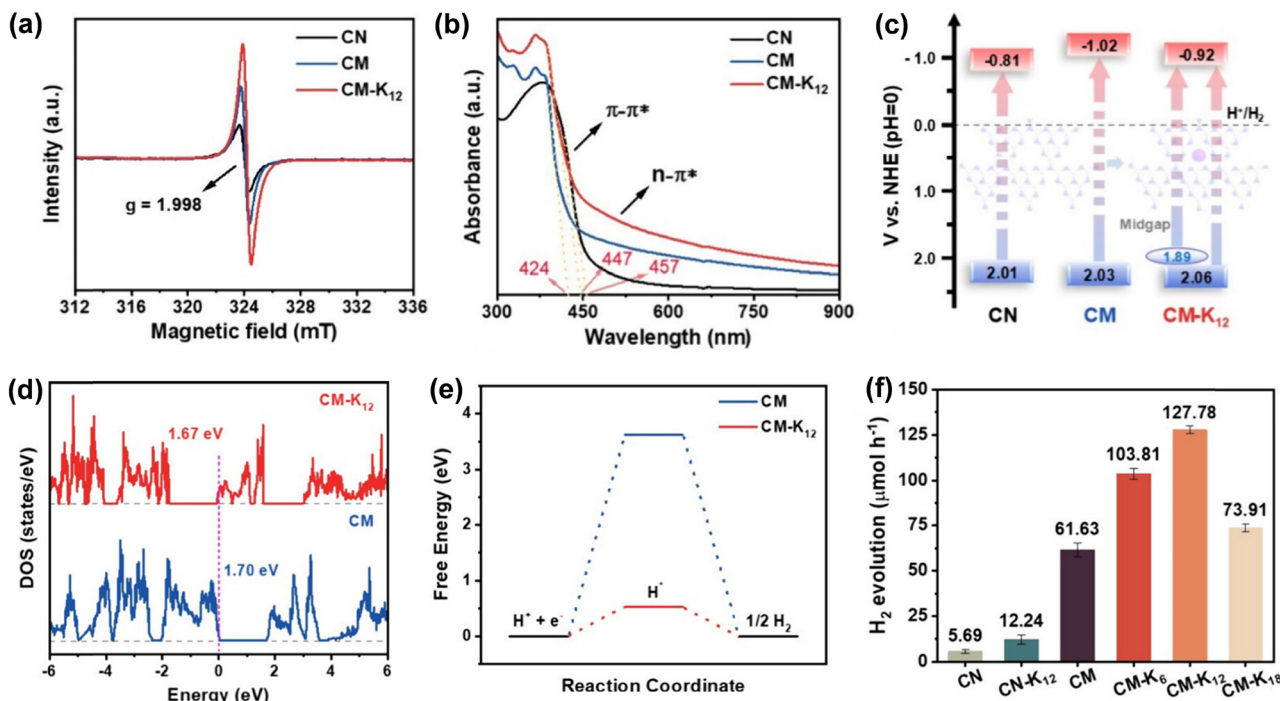 (a)
CN
CM
CM-K₁₂
g = 1.998
Intensity (a.u.)
312 316 320 324 328 332 336
Magnetic field (mT)
(b)
CN
CM
CM-K₁₂
π-π*
n-π*
424
447
457
Absorbance (a.u.)
300 450 600 750 900
Wavelength (nm)
(c)
V vs. NHE (pH=0)
- 1.0
0.0
1.0
2.0
-0.81
-1.02
-0.92
H⁺/H₂
Midgap
1.89
2.01
2.03
2.06
CN
CM
CM-K₁₂
(d)
CM-K₁₂
1.67 eV
CM
1.70 eV
DOS (states/eV)
-6 -4 -2 0 2 4 6
Energy (eV)
(e)
CM
CM-K₁₂
Free Energy (eV)
4
3
2
1
0
H⁺ + e⁻
H*
1/2 H₂
Reaction Coordinate
(f)
H₂ evolution (μmol h⁻¹)
150
125
100
75
50
25
0
5.69
12.24
61.63
103.81
127.78
73.91
CN
CN-K₁₂
CM
CM-K₆
CM-K₁₂
CM-K₁₈